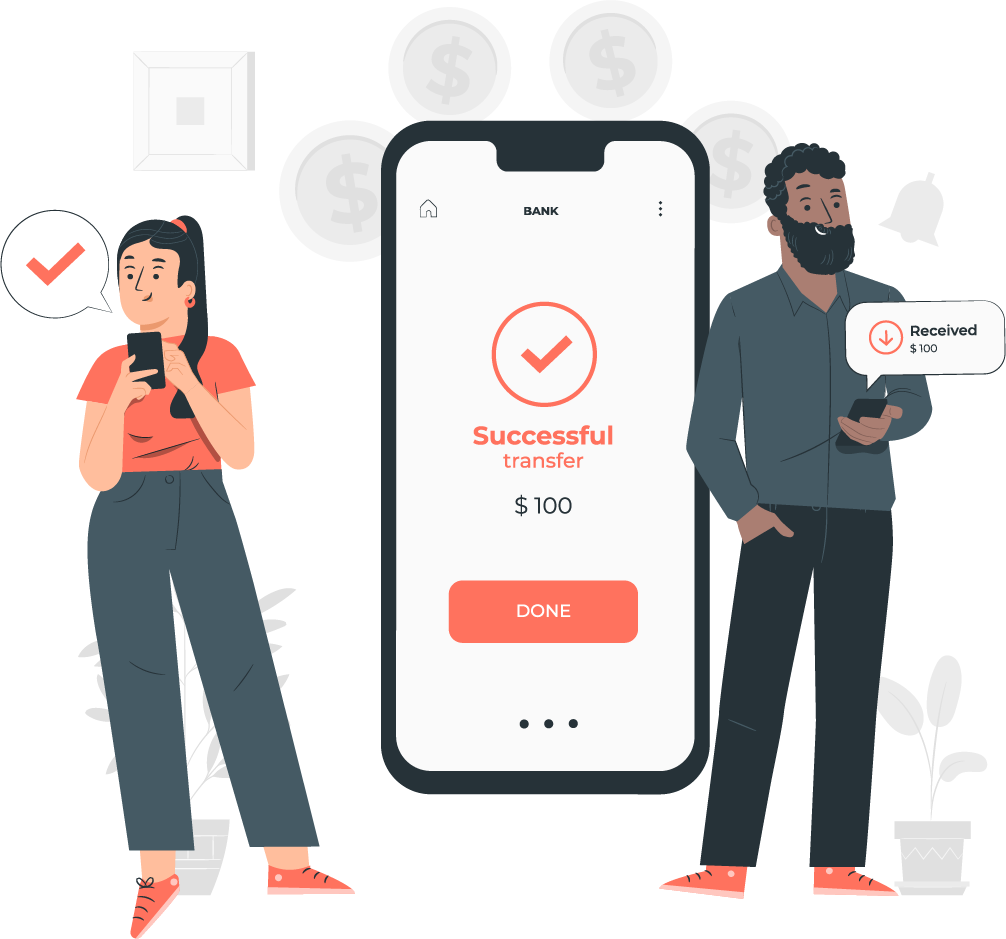 $
$
$
$
BANK
Received
$ 100
Successful
transfer
$ 100
DONE